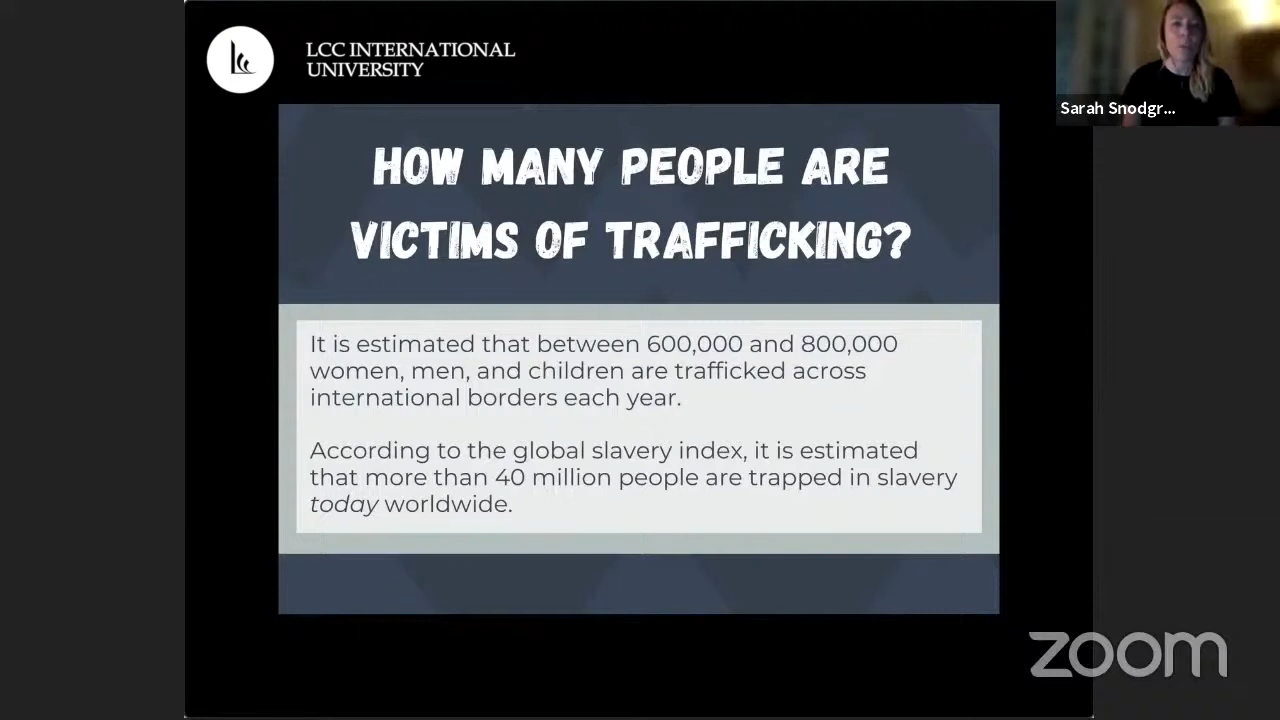 LCC INTERNATIONAL
UNIVERSITY
Sarah Snodgr...
HOW MANY PEOPLE ARE
VICTIMS OF TRAFFICKING?
It is estimated that between 600,000 and 800,000
women, men, and children are trafficked across
international borders each year.
According to the global slavery index, it is estimated
that more than 40 million people are trapped in slavery
today worldwide.
zoom